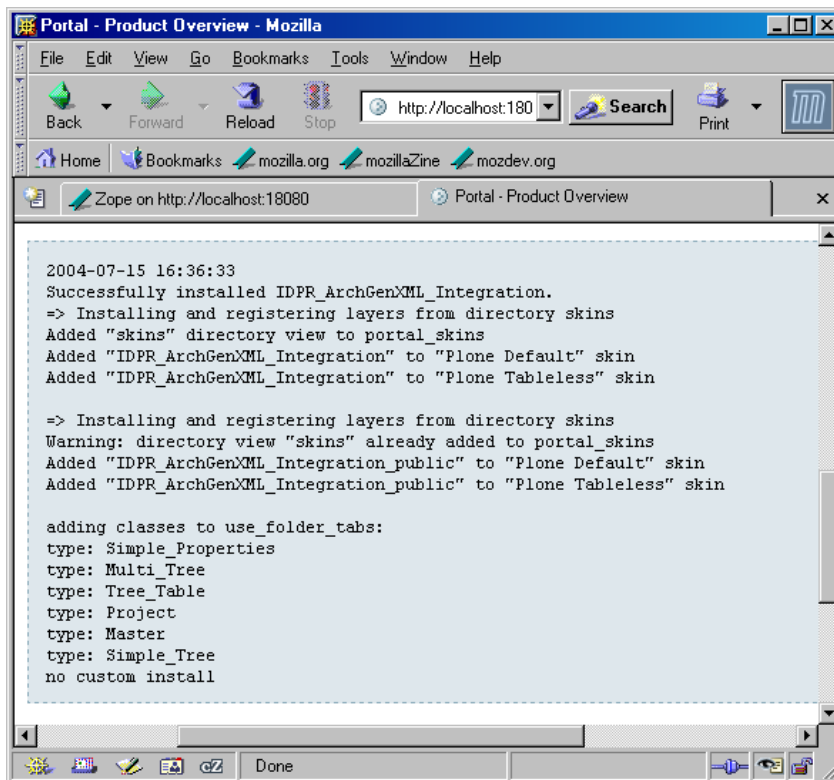 Portal - Product Overview - Mozilla
File Edit View Go Bookmarks Tools Window Help
Back Forward Reload Stop http://localhost:180 Search Print m
Home Bookmarks mozilla.org mozillaZine mozdev.org
Zope on http://localhost:18080 Portal - Product Overview
2004-07-15 16:36:33
Successfully installed IDPR_ArchGenXML_Integration.
=> Installing and registering layers from directory skins
Added "skins" directory view to portal_skins
Added "IDPR_ArchGenXML_Integration" to "Plone Default" skin
Added "IDPR_ArchGenXML_Integration" to "Plone Tableless" skin
=> Installing and registering layers from directory skins
Warning: directory view "skins" already added to portal_skins
Added "IDPR_ArchGenXML_Integration_public" to "Plone Default" skin
Added "IDPR_ArchGenXML_Integration_public" to "Plone Tableless" skin
adding classes to use_folder_tabs:
type: Simple_Properties
type: Multi_Tree
type: Tree_Table
type: Project
type: Master
type: Simple_Tree
no custom install
cZ Done